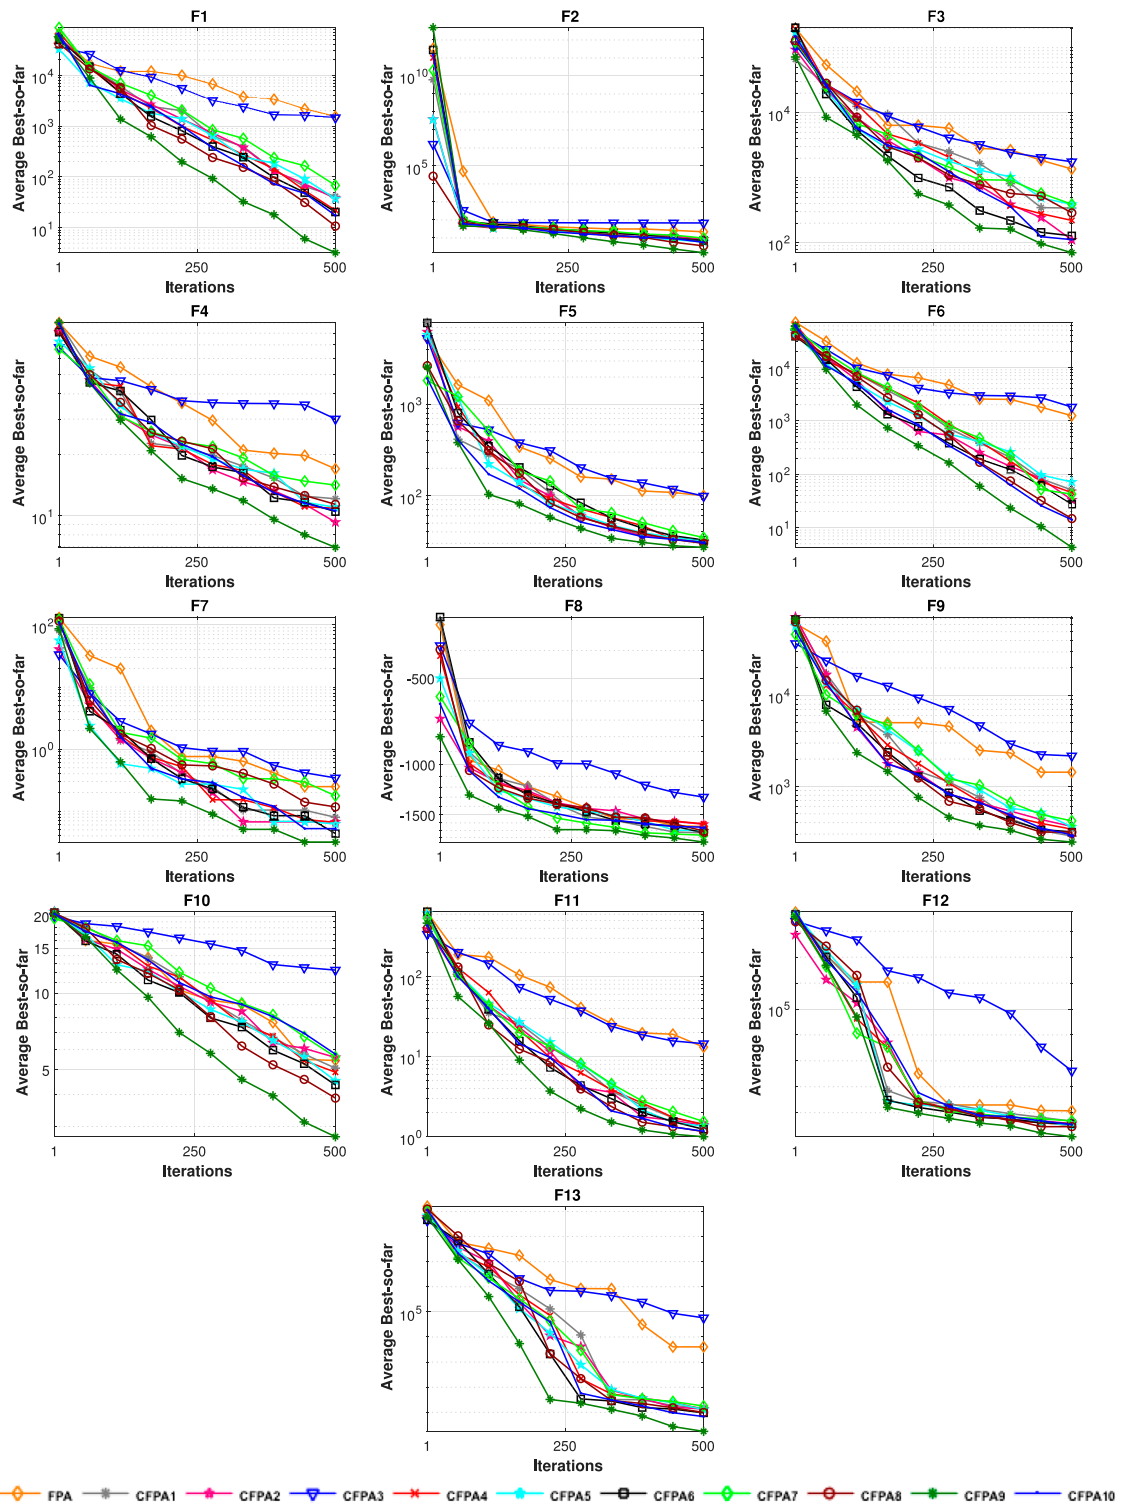 F1
F2
F3
Average Best-so-far
10^4
10^3
10^2
10^1
1
250
500
Iterations
Average Best-so-far
10^10
10^5
1
250
500
Iterations
Average Best-so-far
10^4
10^2
1
250
500
Iterations
F4
F5
F6
Average Best-so-far
10^1
1
250
500
Iterations
Average Best-so-far
10^3
10^2
1
250
500
Iterations
Average Best-so-far
10^4
10^3
10^2
10^1
1
250
500
Iterations
F7
F8
F9
Average Best-so-far
10^2
10^0
1
250
500
Iterations
Average Best-so-far
-500
-1000
-1500
1
250
500
Iterations
Average Best-so-far
10^4
10^3
1
250
500
Iterations
F10
F11
F12
Average Best-so-far
20
15
10
5
1
250
500
Iterations
Average Best-so-far
10^2
10^1
10^0
1
250
500
Iterations
Average Best-so-far
10^5
1
250
500
Iterations
F13
Average Best-so-far
10^5
1
250
500
Iterations
FPA CFPA1 CFPA2 CFPA3 CFPA4 CFPA5 CFPA6 CFPA7 CFPA8 CFPA9 CFPA10